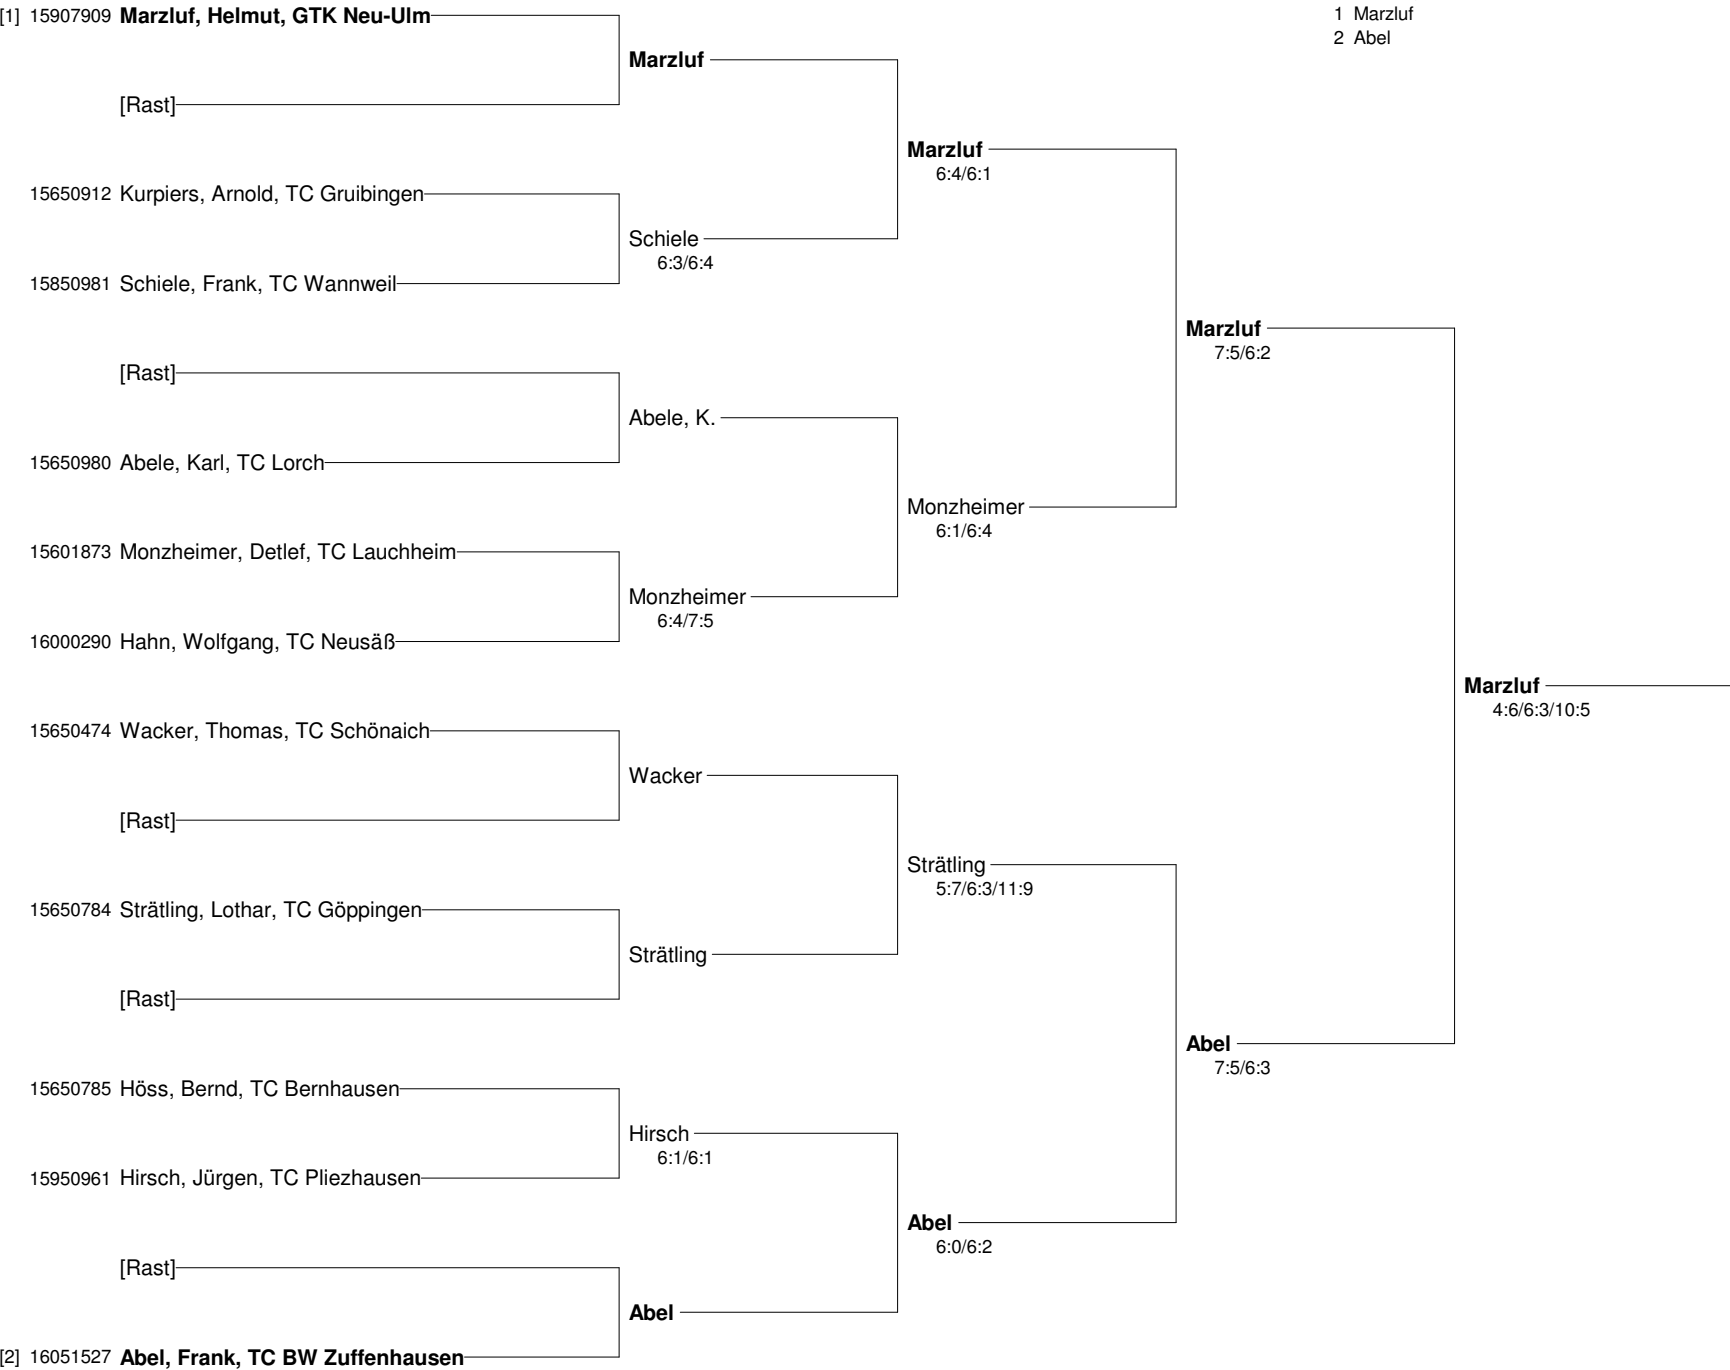 [1] 15907909 Marzluf, Helmut, GTK Neu-Ulm
1 Marzluf
2 Abel
Marzluf
[Rast]
Marzluf
6:4/6:1
15650912 Kurpiers, Arnold, TC Gruibingen
Schiele
6:3/6:4
15850981 Schiele, Frank, TC Wannweil
Marzluf
7:5/6:2
[Rast]
Abele, K.
15650980 Abele, Karl, TC Lorch
Monzheimer
6:1/6:4
15601873 Monzheimer, Detlef, TC Lauchheim
Monzheimer
6:4/7:5
16000290 Hahn, Wolfgang, TC Neusäß
Marzluf
4:6/6:3/10:5
15650474 Wacker, Thomas, TC Schönaich
Wacker
[Rast]
Strätling
5:7/6:3/11:9
15650784 Strätling, Lothar, TC Göppingen
Strätling
[Rast]
Abel
7:5/6:3
15650785 Höss, Bernd, TC Bernhausen
Hirsch
6:1/6:1
15950961 Hirsch, Jürgen, TC Pliezhausen
Abel
6:0/6:2
[Rast]
Abel
[2] 16051527 Abel, Frank, TC BW Zuffenhausen